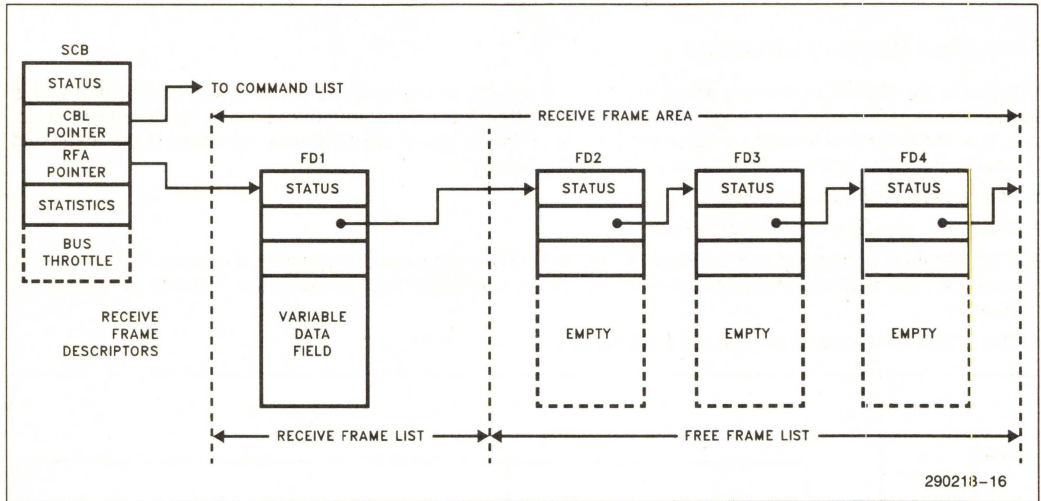 SCB
STATUS
CBL
POINTER
RFA
POINTER
STATISTICS
BUS
THROTTLE
TO COMMAND LIST
RECEIVE FRAME AREA
RECEIVE
FRAME
DESCRIPTORS
FD1
STATUS
VARIABLE
DATA
FIELD
FD2
STATUS
EMPTY
FD3
STATUS
EMPTY
FD4
STATUS
EMPTY
RECEIVE FRAME LIST
FREE FRAME LIST
290218-16